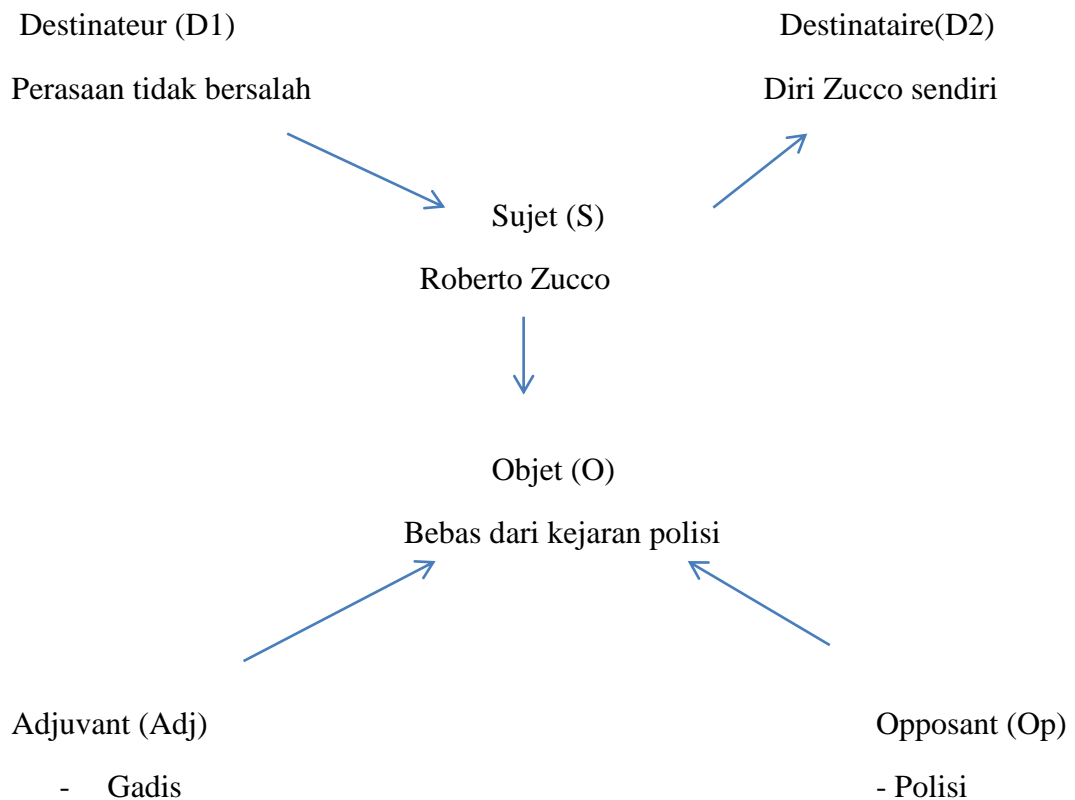 Destinateur (D1) Destinataire(D2)
Perasaan tidak bersalah Diri Zucco sendiri
Sujet (S)
Roberto Zucco
Objet (O)
Bebas dari kejaran polisi
Adjuvant (Adj) Opposant (Op)
- Gadis - Polisi